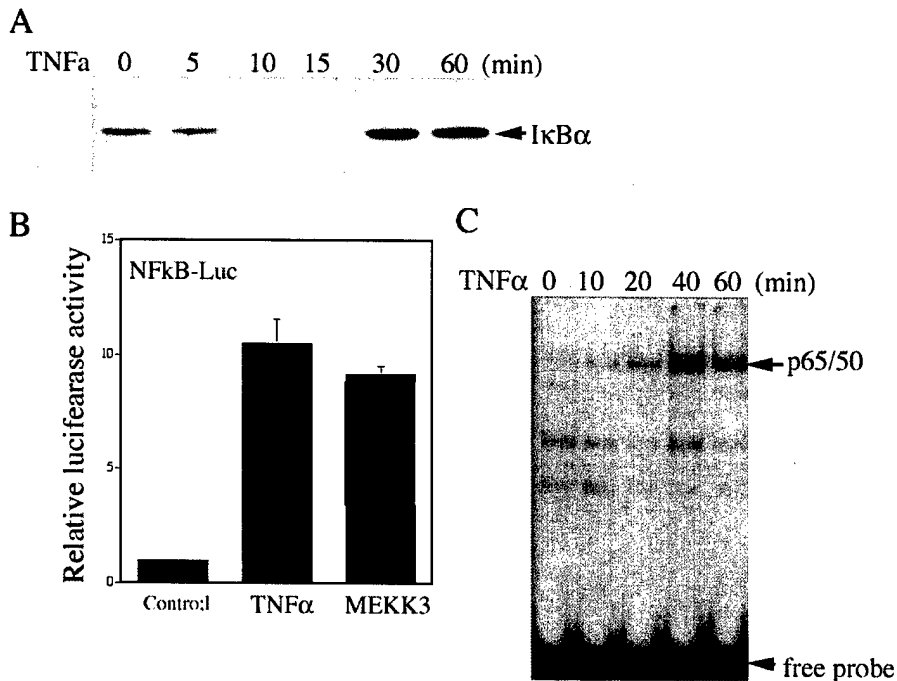 A
TNFa 0 5 10 15 30 60 (min)
IκBα
B
15
NFkB-Luc
10
5
0
Relative lucifearase activity
Contro;l TNFα MEKK3
C
TNFα 0 10 20 40 60 (min)
p65/50
free probe